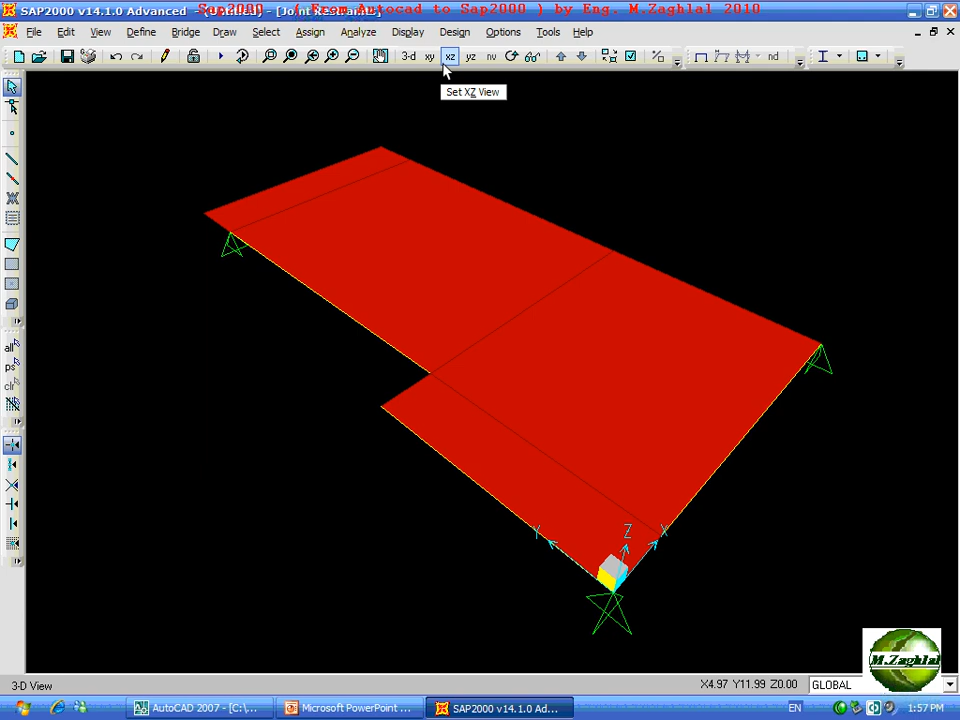 SAP2000 v14.1.0 Advanced - (Untitled) - [Joint Restraints]
Sap2000 ( From Autocad to Sap2000 ) by Eng. M.Zaghlal 2010
File Edit View Define Bridge Draw Select Assign Analyze Display Design Options Tools Help
3-d xy xz yz nv nd
Set XZ View
all
ps
clr
Y Z X
M.Zaghlal
3-D View X4.97 Y11.99 Z0.00 GLOBAL
AutoCAD 2007 - [C:\... Microsoft PowerPoint ... SAP2000 v14.1.0 Ad... EN 1:57 PM